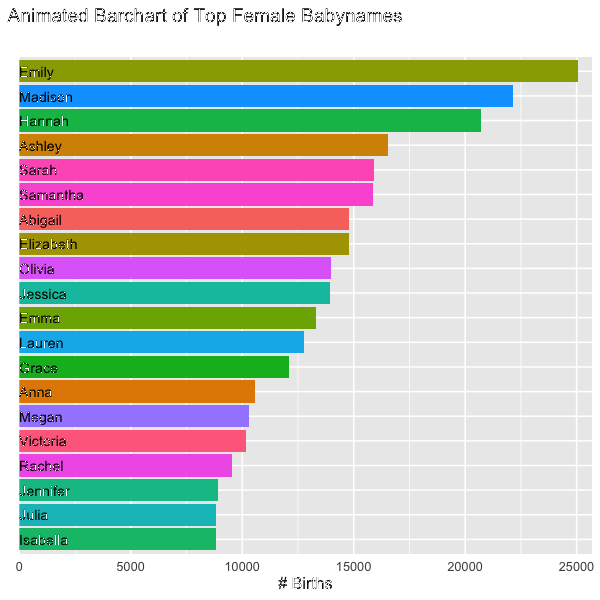 Animated Barchart of Top Female Babynames
Emily
Madison
Hannah
Ashley
Sarah
Samantha
Abigail
Elizabeth
Olivia
Jessica
Emma
Lauren
Grace
Anna
Megan
Victoria
Rachel
Jennifer
Julia
Isabella
0 5000 10000 15000 20000 25000
# Births